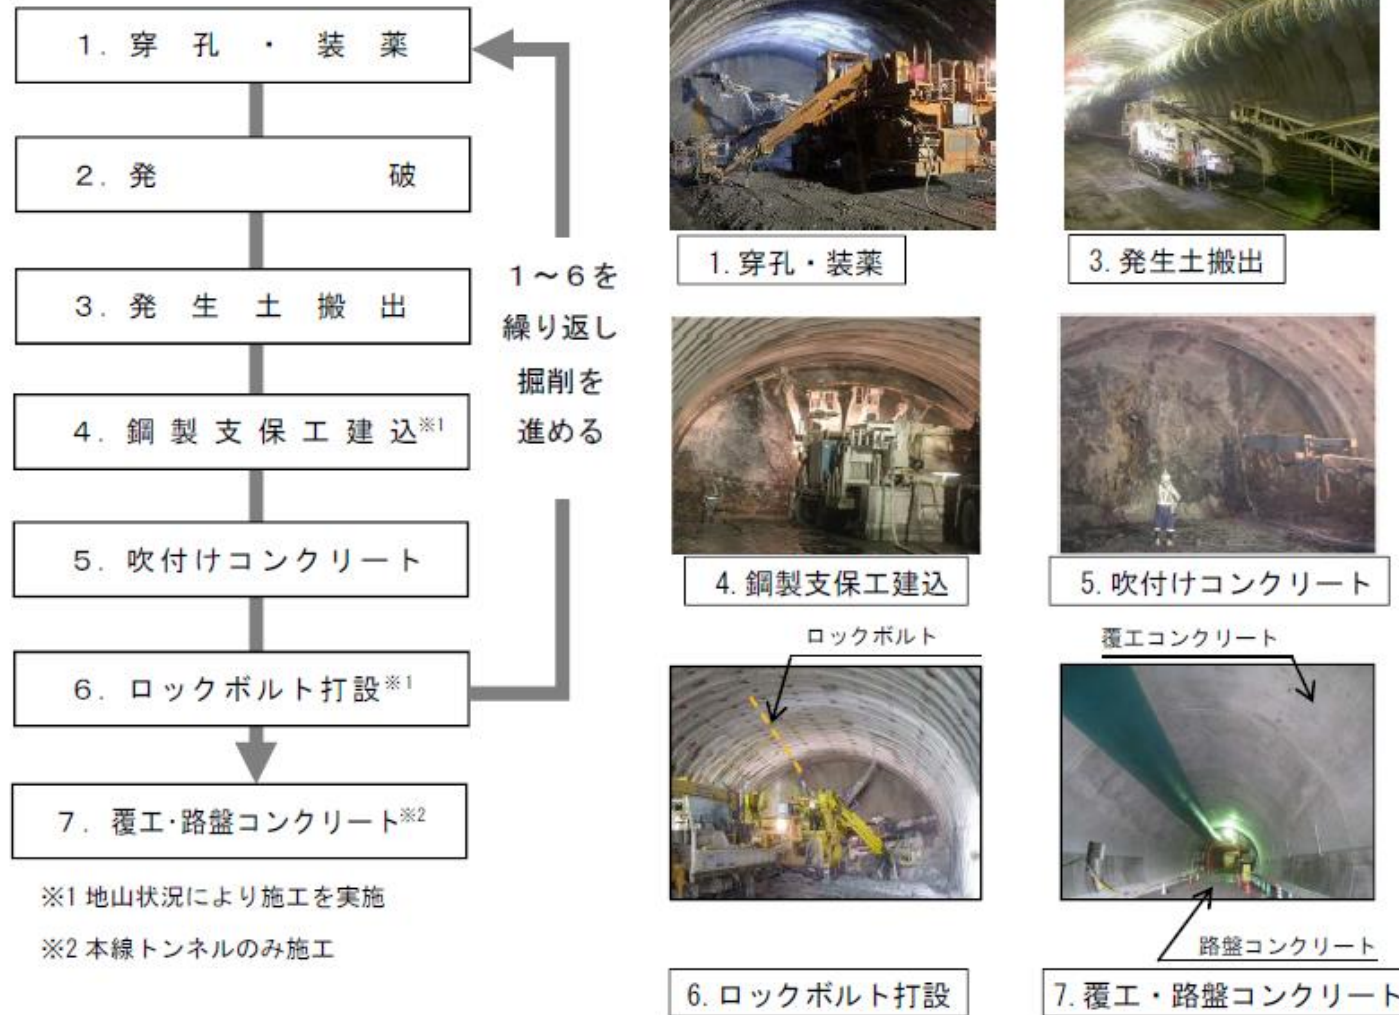 1. 穿孔・装薬
2. 発破
3. 発生土搬出
4. 鋼製支保工建込※1
5. 吹付けコンクリート
6. ロックボルト打設※1
7. 覆工・路盤コンクリート※2
1～6を
繰り返し
掘削を
進める
※1 地山状況により施工を実施
※2 本線トンネルのみ施工
1. 穿孔・装薬
3. 発生土搬出
4. 鋼製支保工建込
5. 吹付けコンクリート
ロックボルト
覆工コンクリート
路盤コンクリート
6. ロックボルト打設
7. 覆工・路盤コンクリート